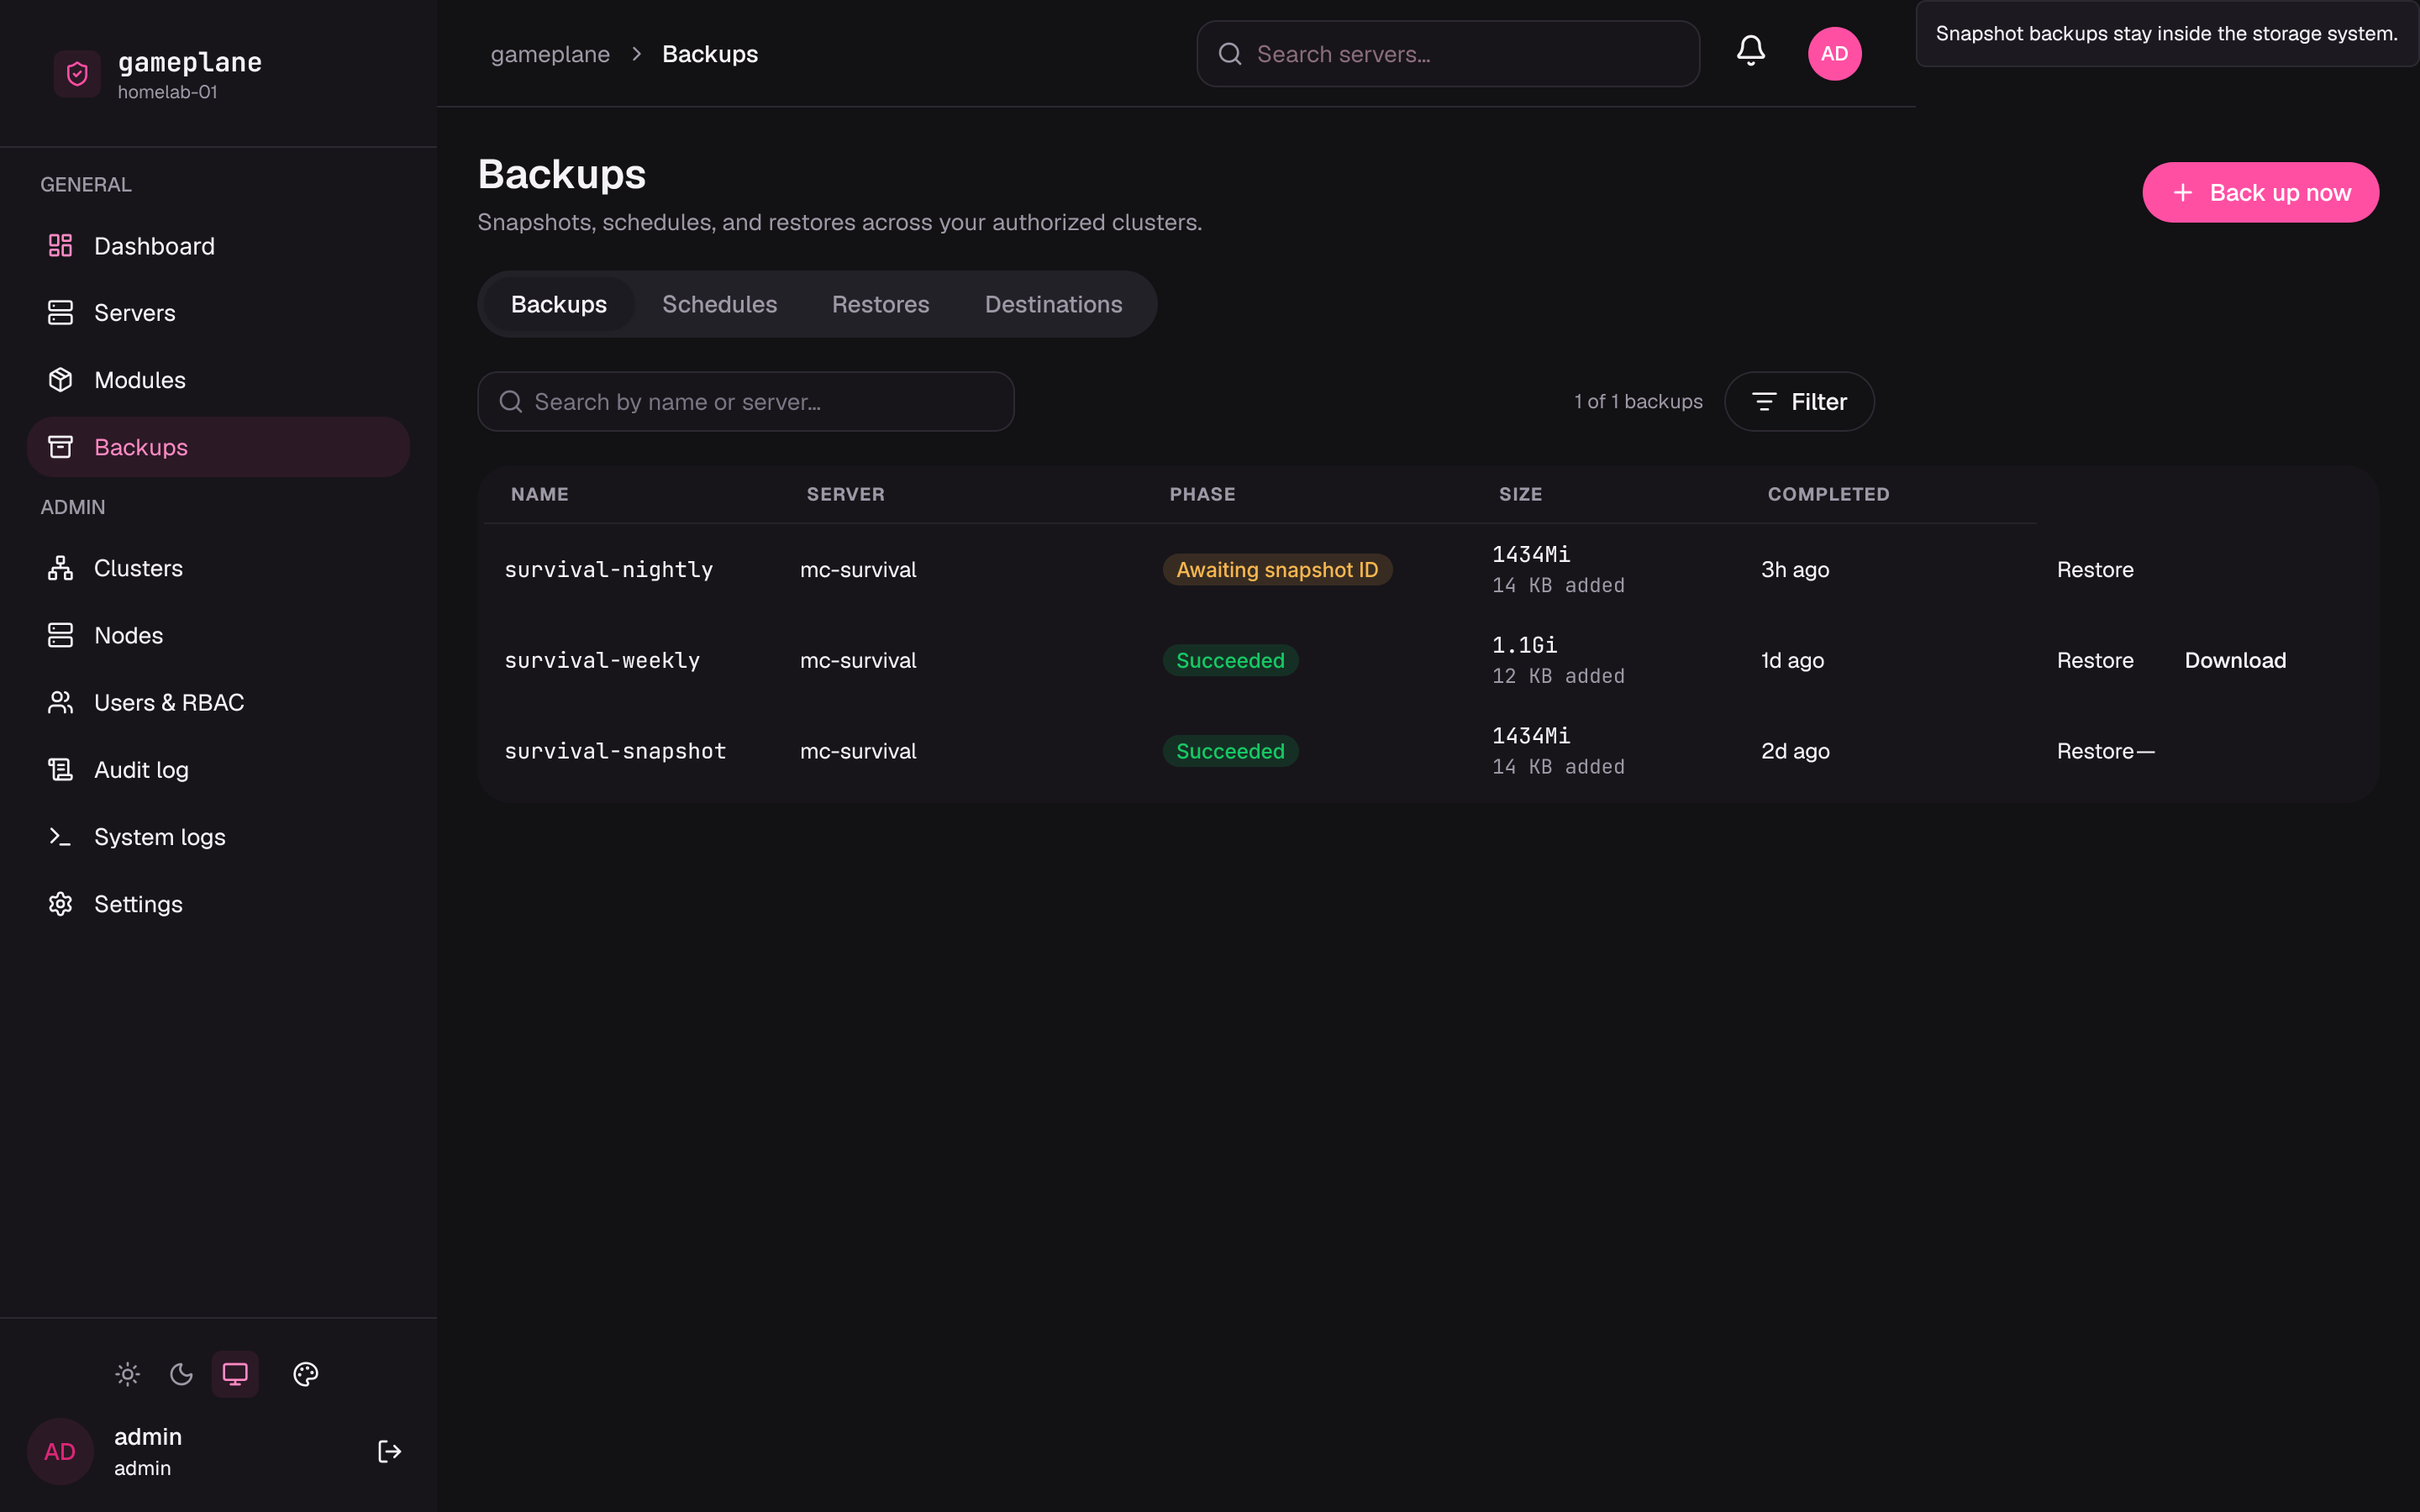 gameplane
homelab-01
GENERAL
Dashboard
Servers
Modules
Backups
ADMIN
Clusters
Nodes
Users & RBAC
Audit log
System logs
Settings
AD
admin
admin
gameplane > Backups
Search servers...
AD
Snapshot backups stay inside the storage system.
Backups
Snapshots, schedules, and restores across your authorized clusters.
+ Back up now
Backups Schedules Restores Destinations
Search by name or server...
1 of 1 backups
Filter
NAME SERVER PHASE SIZE COMPLETED
survival-nightly mc-survival Awaiting snapshot ID 1434Mi 3h ago Restore
14 KB added
survival-weekly mc-survival Succeeded 1.1Gi 1d ago Restore Download
12 KB added
survival-snapshot mc-survival Succeeded 1434Mi 2d ago Restore—
14 KB added